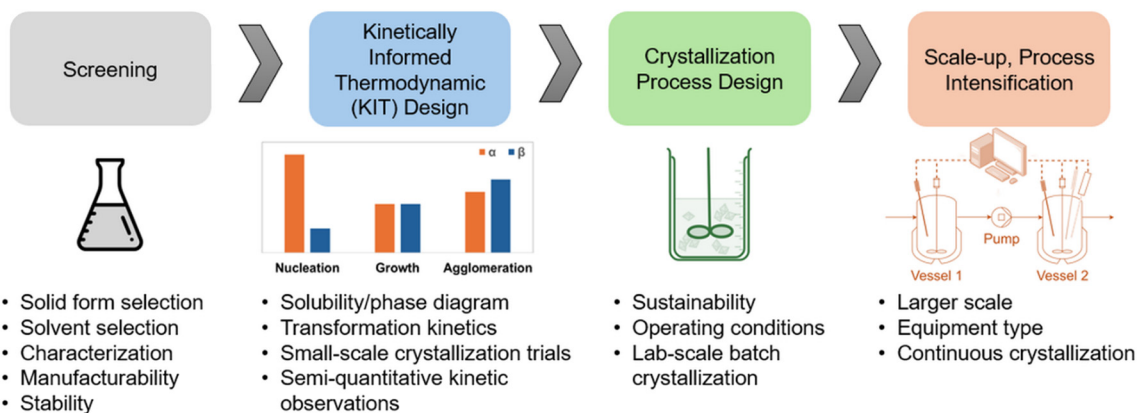 Screening
Kinetically
Informed
Thermodynamic
(KIT) Design
Crystallization
Process Design
Scale-up, Process
Intensification
α β
Nucleation Growth Agglomeration
Pump
Vessel 1 Vessel 2
• Solid form selection
• Solvent selection
• Characterization
• Manufacturability
• Stability
• Solubility/phase diagram
• Transformation kinetics
• Small-scale crystallization trials
• Semi-quantitative kinetic
observations
• Sustainability
• Operating conditions
• Lab-scale batch
crystallization
• Larger scale
• Equipment type
• Continuous crystallization